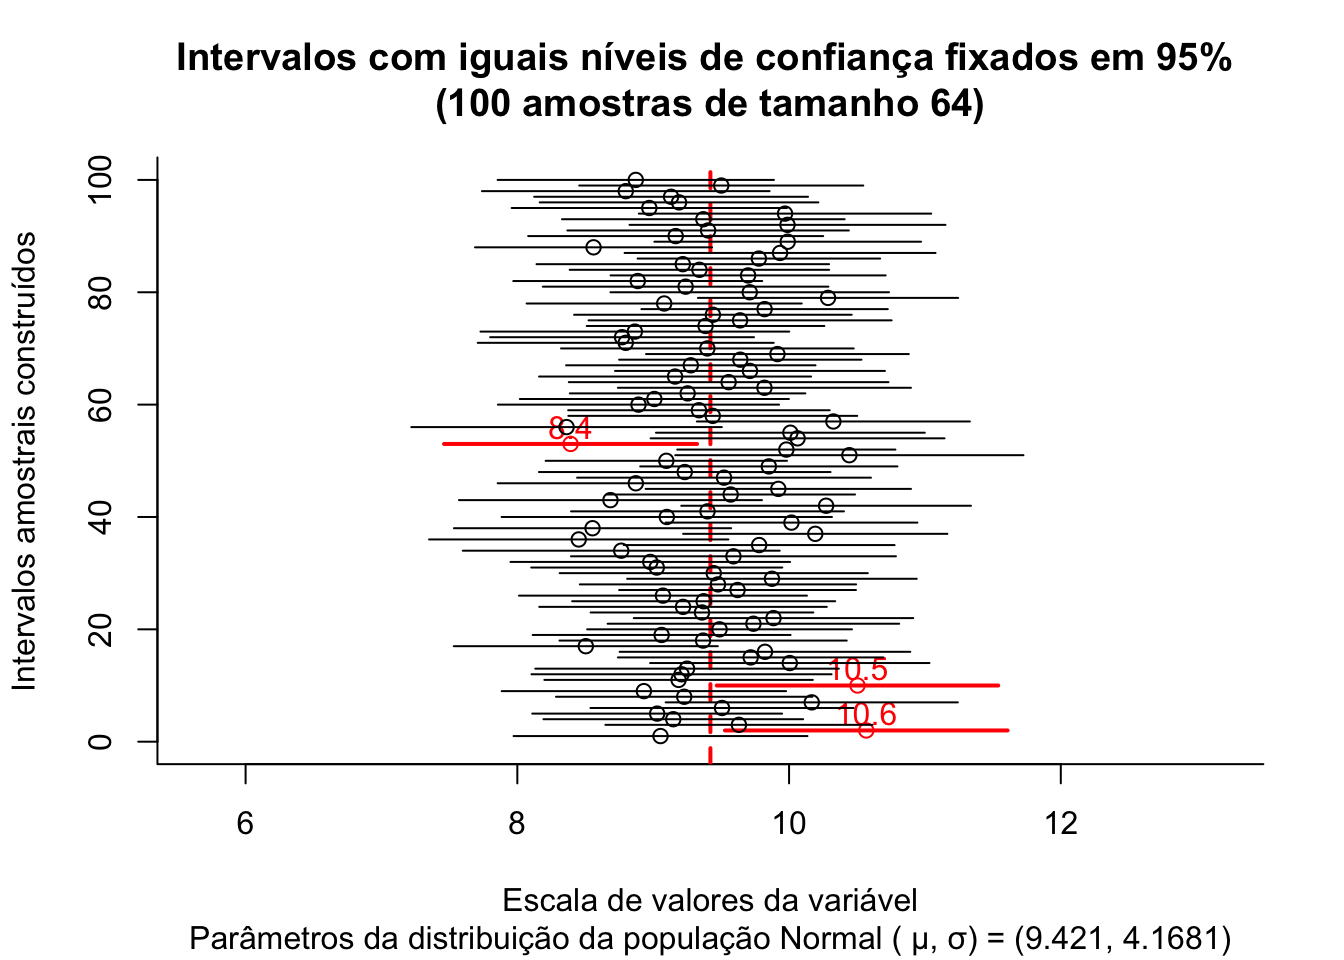 Intervalos com iguais níveis de confiança fixados em 95%
(100 amostras de tamanho 64)
Intervalos amostrais construídos
100
80
60
40
20
0
8.4
10.5
10.6
6
8
10
12
Escala de valores da variável
Parâmetros da distribuição da população Normal ( μ, σ) = (9.421, 4.1681)